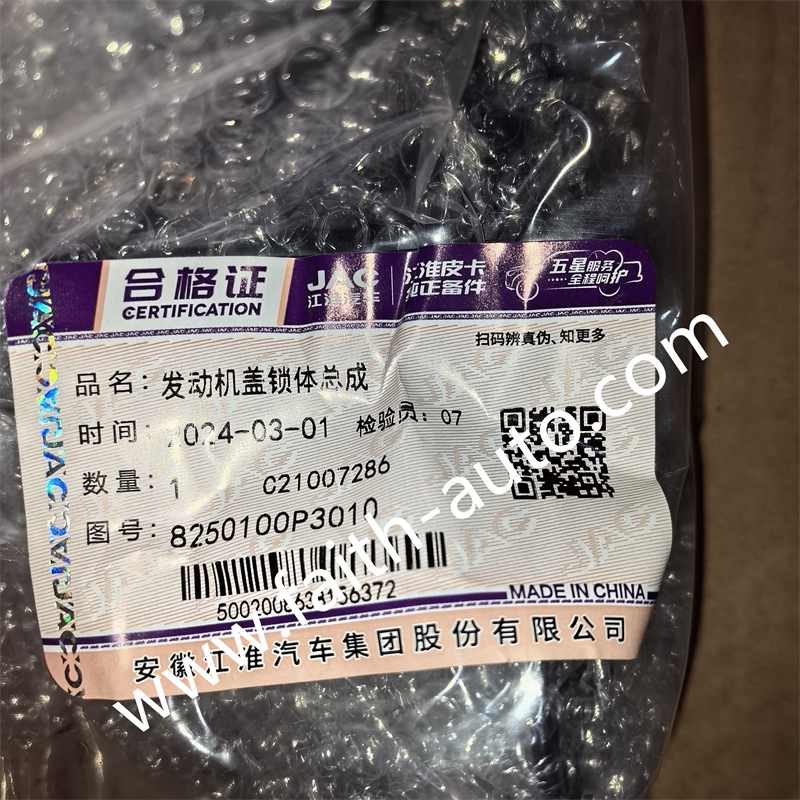 合格证
CERTIFICATION
JAC
江淮汽车
江淮皮卡
纯正备件
五星服务
全程呵护
扫码辨真伪、知更多
品名：发动机盖锁体总成
时间：2024-03-01 检验员：07
数量：1 C21007286
图号：8250100P3010
MADE IN CHINA
安徽江淮汽车集团股份有限公司
www.faith-auto.com